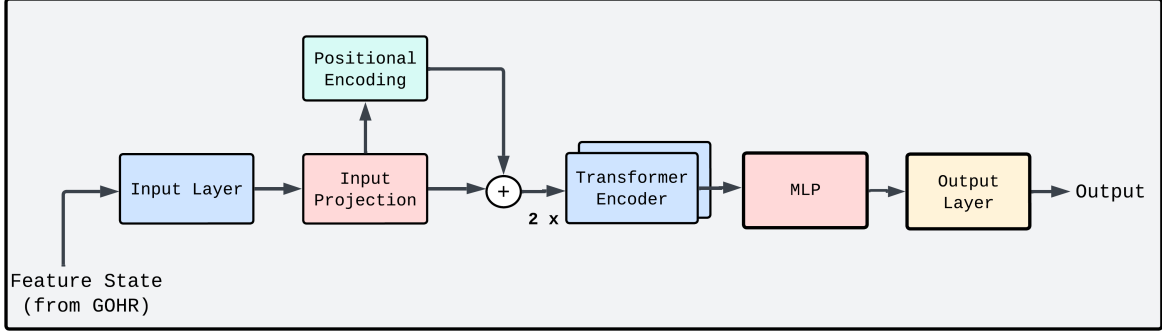 Positional
Encoding
Input Layer
Input
Projection
+
2 x
Transformer
Encoder
MLP
Output
Layer
Output
Feature State
(from GOHR)